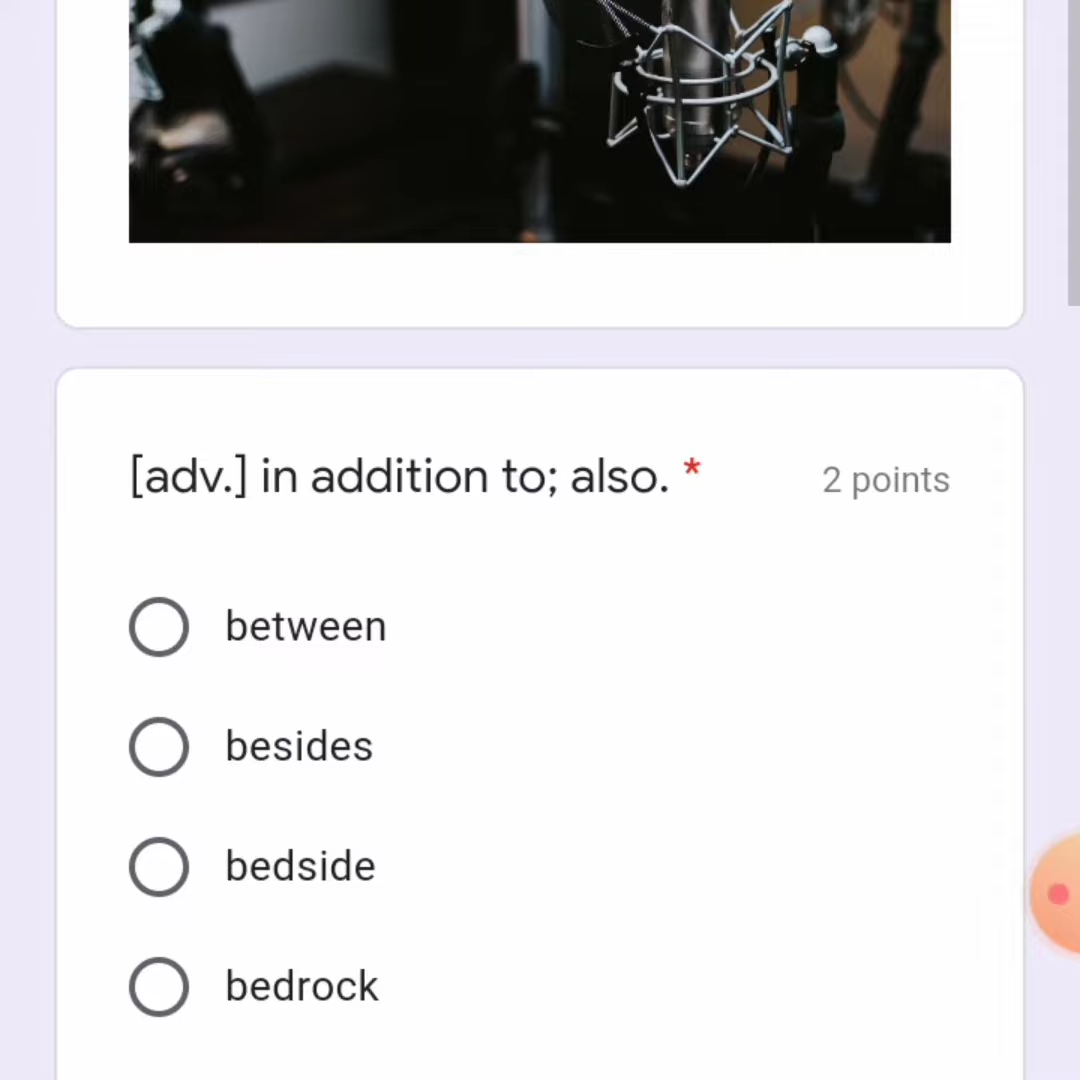 [adv.] in addition to; also. * 2 points
between
besides
bedside
bedrock